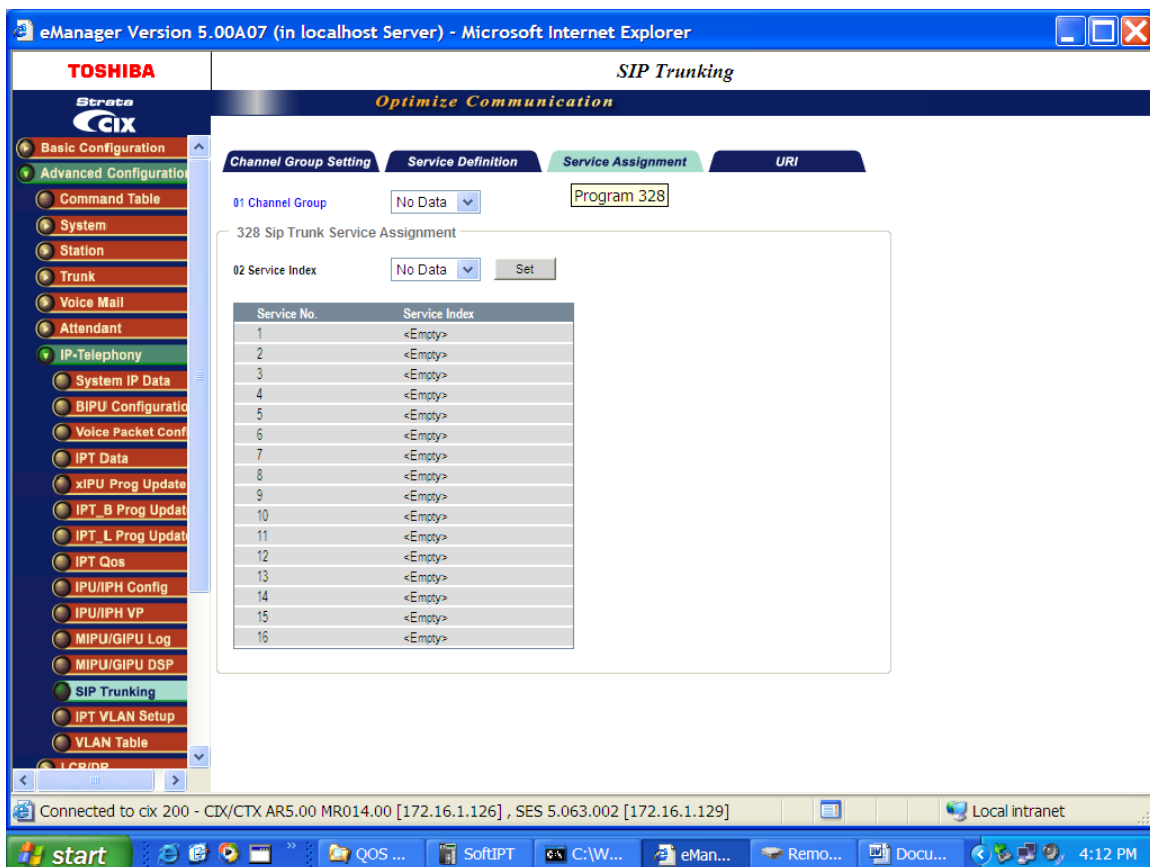 eManager Version 5.00A07 (in localhost Server) - Microsoft Internet Explorer
TOSHIBA
SIP Trunking
Strata
CIX
Optimize Communication
Basic Configuration
Advanced Configuration
Command Table
System
Station
Trunk
Voice Mail
Attendant
IP-Telephony
System IP Data
BIPU Configuratio
Voice Packet Conf
IPT Data
xIPU Prog Update
IPT_B Prog Updat
IPT_L Prog Updat
IPT Qos
IPU/IPH Config
IPU/IPH VP
MIPU/GIPU Log
MIPU/GIPU DSP
SIP Trunking
IPT VLAN Setup
VLAN Table
LCR/DR
Channel Group Setting
Service Definition
Service Assignment
URI
Program 328
01 Channel Group
No Data
328 Sip Trunk Service Assignment
02 Service Index
No Data
Set
Service No. Service Index
1 <Empty>
2 <Empty>
3 <Empty>
4 <Empty>
5 <Empty>
6 <Empty>
7 <Empty>
8 <Empty>
9 <Empty>
10 <Empty>
11 <Empty>
12 <Empty>
13 <Empty>
14 <Empty>
15 <Empty>
16 <Empty>
Connected to cix 200 - CIX/CTX AR5.00 MR014.00 [172.16.1.126] , SES 5.063.002 [172.16.1.129]
Local intranet
start
QOS ...
SoftIPT
C:\W...
eMan...
Remo...
Docu...
4:12 PM